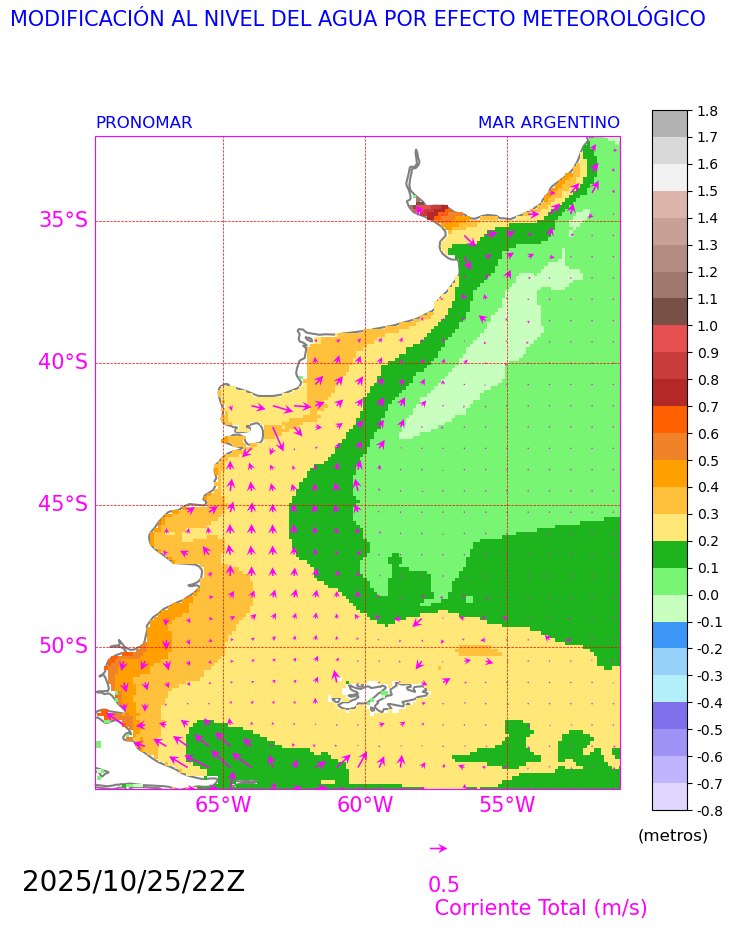 MODIFICACIÓN AL NIVEL DEL AGUA POR EFECTO METEOROLÓGICO
PRONOMAR
MAR ARGENTINO
35°S
40°S
45°S
50°S
65°W
60°W
55°W
1.8
1.7
1.6
1.5
1.4
1.3
1.2
1.1
1.0
0.9
0.8
0.7
0.6
0.5
0.4
0.3
0.2
0.1
0.0
-0.1
-0.2
-0.3
-0.4
-0.5
-0.6
-0.7
-0.8
(metros)
2025/10/25/22Z
0.5
Corriente Total (m/s)